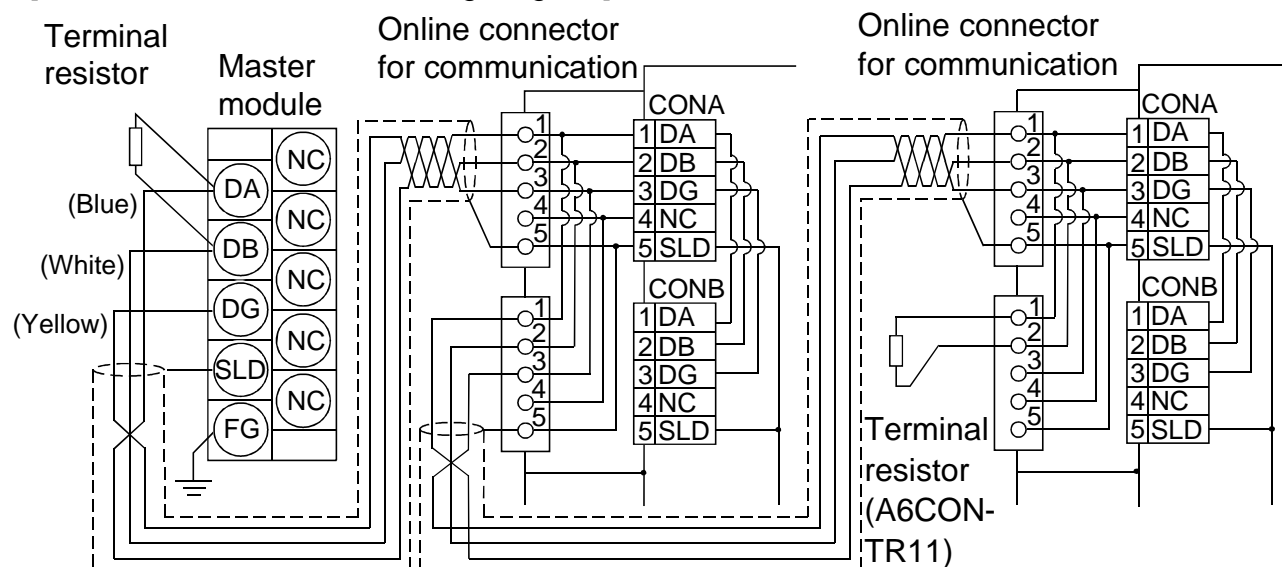 Terminal
resistor
Master
module
NC
DA
(Blue)
NC
DB
(White)
NC
DG
(Yellow)
NC
SLD
NC
FG
Online connector
for communication
CONA
1
2
3
4
5
1 DA
2 DB
3 DG
4 NC
5 SLD
CONB
1
2
3
4
5
1 DA
2 DB
3 DG
4 NC
5 SLD
Online connector
for communication
CONA
1
2
3
4
5
1 DA
2 DB
3 DG
4 NC
5 SLD
CONB
1
2
3
4
5
1 DA
2 DB
3 DG
4 NC
5 SLD
Terminal
resistor
(A6CON-
TR11)